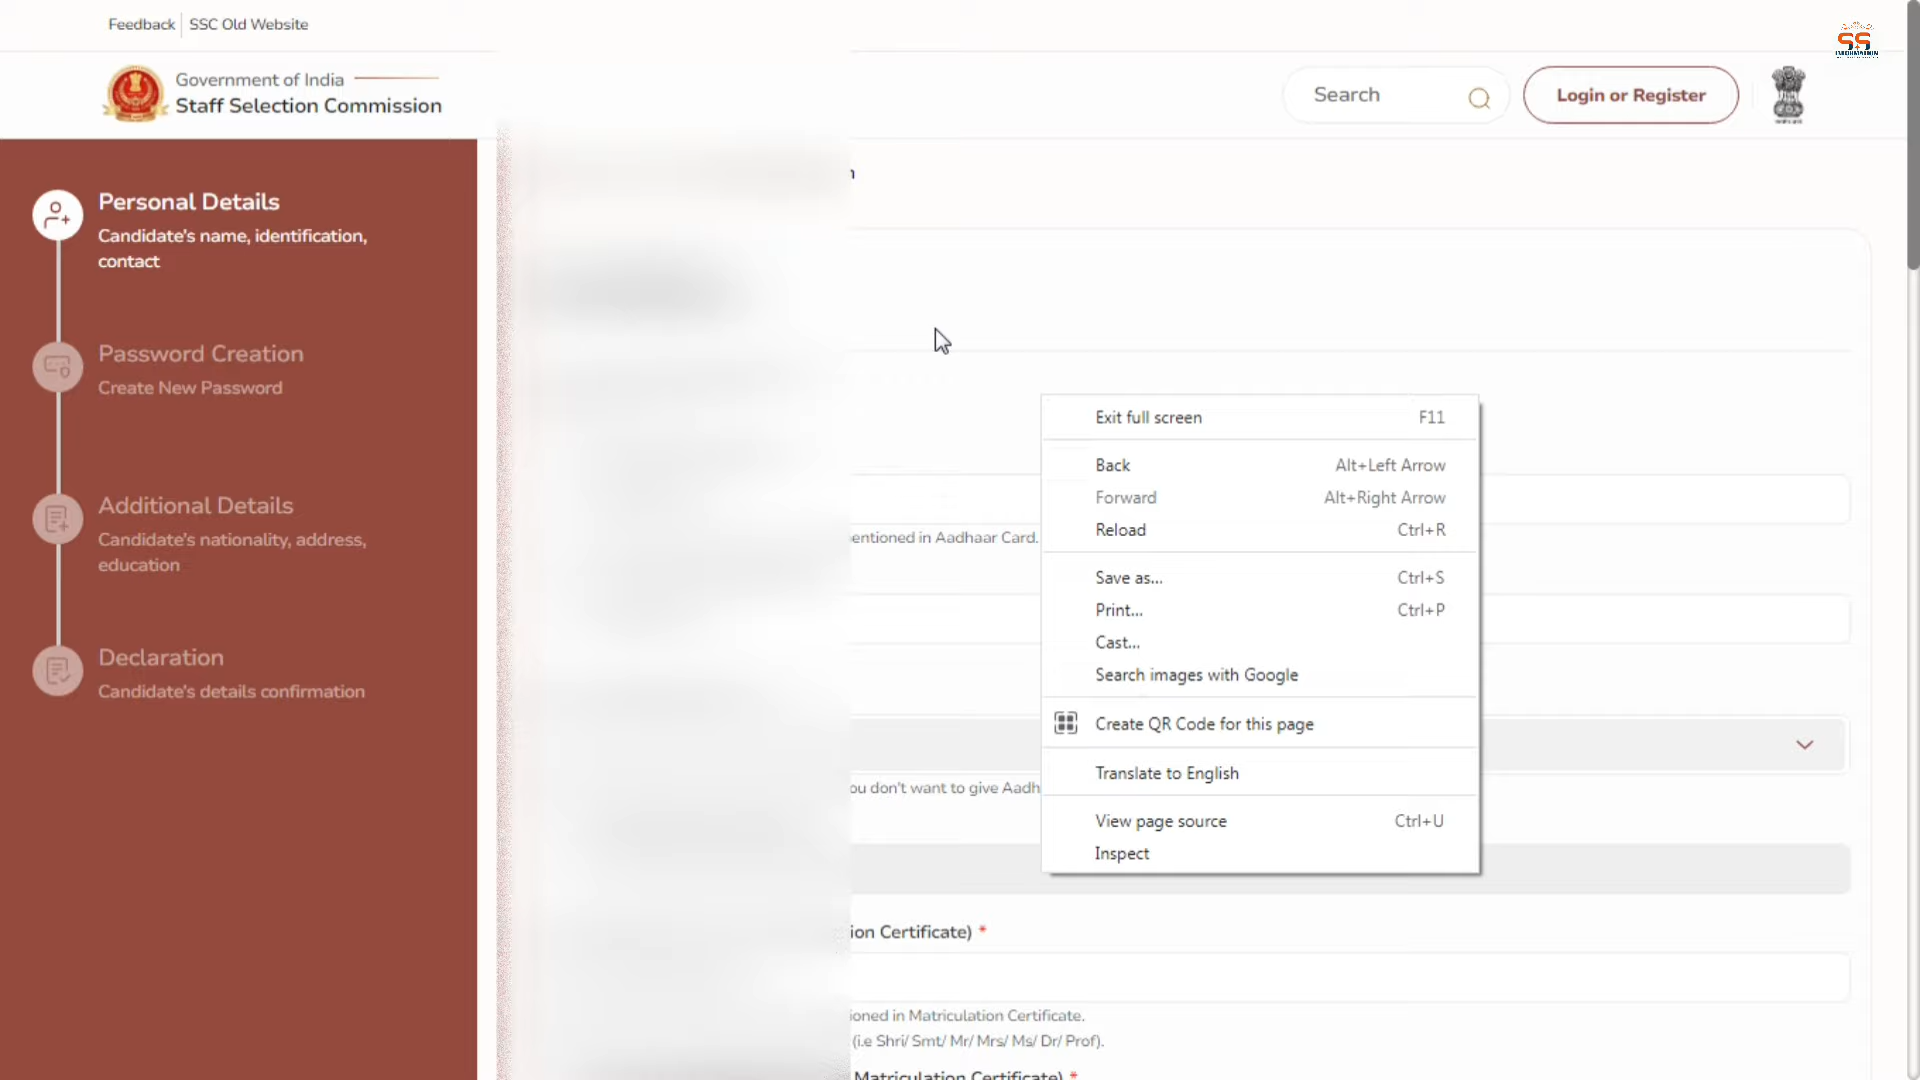 Feedback
SSC Old Website
Government of India
Staff Selection Commission
Search
Login or Register
Personal Details
Candidate's name, identification,
contact
Password Creation
Create New Password
Additional Details
Candidate's nationality, address,
education
Declaration
Candidate's details confirmation
Exit full screen F11
Back Alt+Left Arrow
Forward Alt+Right Arrow
Reload Ctrl+R
Save as... Ctrl+S
Print... Ctrl+P
Cast...
Search images with Google
Create QR Code for this page
Translate to English
View page source Ctrl+U
Inspect
entioned in Aadhaar Card.
ou don't want to give Aadh
ion Certificate) *
ioned in Matriculation Certificate.
(i.e Shri/ Smt/ Mr/ Mrs/ Ms/ Dr/ Prof).
Matriculation Certificate) *
SS